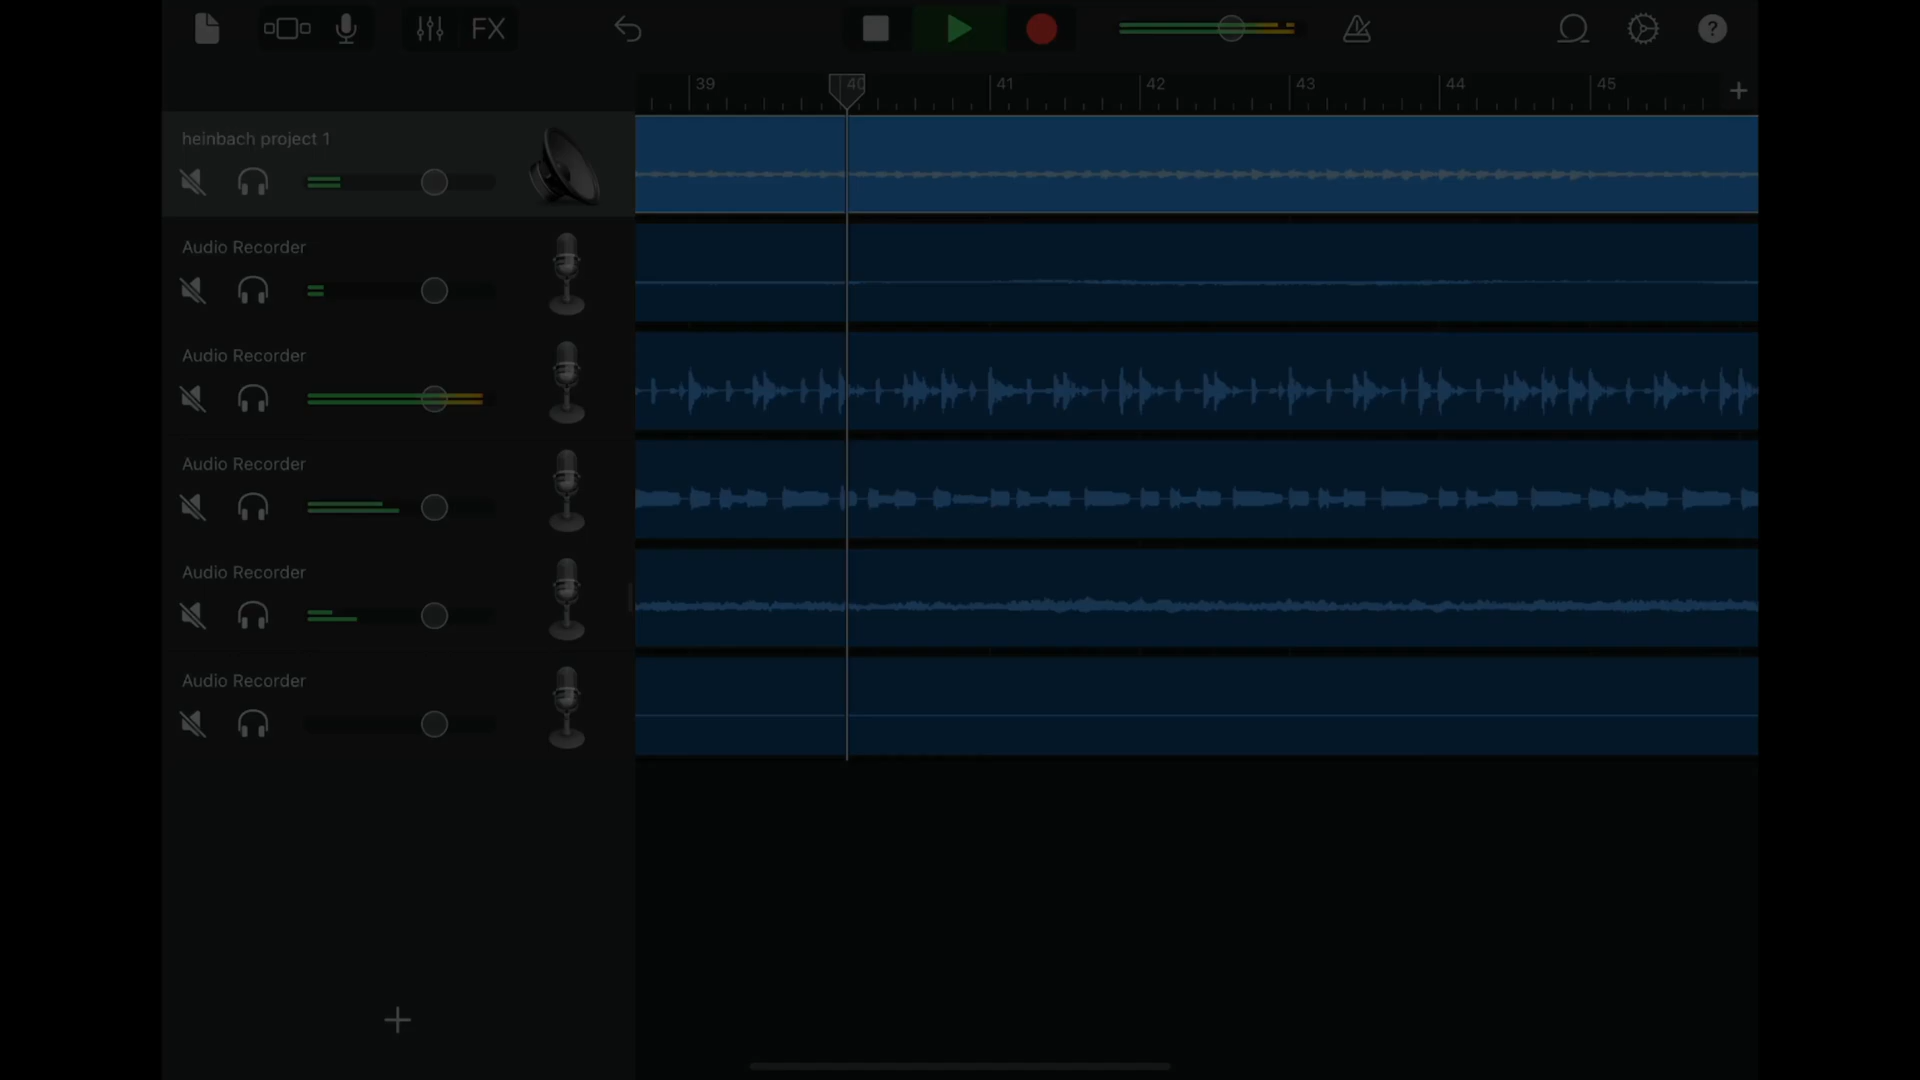 FX
?
39
40
41
42
43
44
45
heinbach project 1
Audio Recorder
Audio Recorder
Audio Recorder
Audio Recorder
Audio Recorder